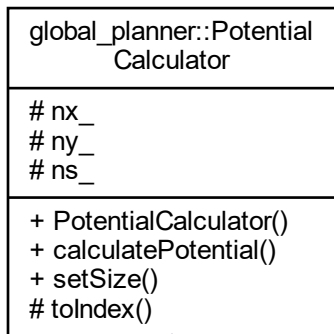 global_planner::Potential
Calculator
# nx_
# ny_
# ns_
+ PotentialCalculator()
+ calculatePotential()
+ setSize()
# toIndex()